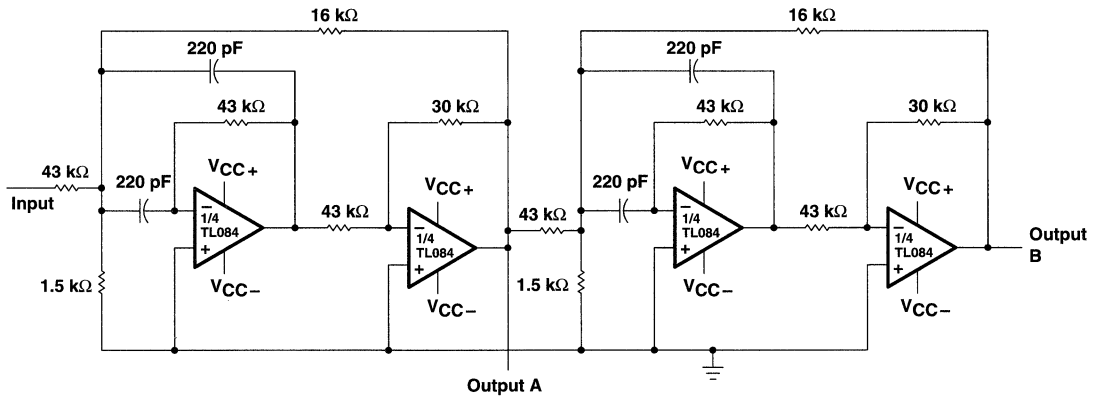 16 kΩ
16 kΩ
220 pF
220 pF
43 kΩ
30 kΩ
43 kΩ
30 kΩ
43 kΩ
Input
220 pF
VCC+
1/4
TL084
VCC−
43 kΩ
VCC+
1/4
TL084
VCC−
1.5 kΩ
43 kΩ
220 pF
VCC+
1/4
TL084
VCC−
43 kΩ
VCC+
1/4
TL084
VCC−
1.5 kΩ
Output
B
Output A